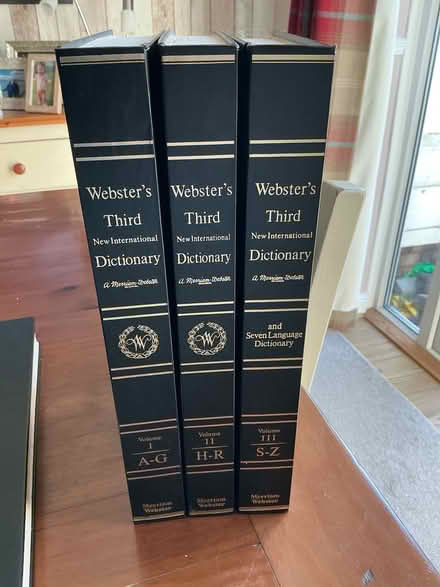 Webster's
Third
New International
Dictionary
A Merriam-Webster
W
Volume
I
A-G
Merriam
Webster
Webster's
Third
New International
Dictionary
A Merriam-Webster
W
Volume
II
H-R
Merriam
Webster
Webster's
Third
New International
Dictionary
A Merriam-Webster
and
Seven Language
Dictionary
Volume
III
S-Z
Merriam
Webster